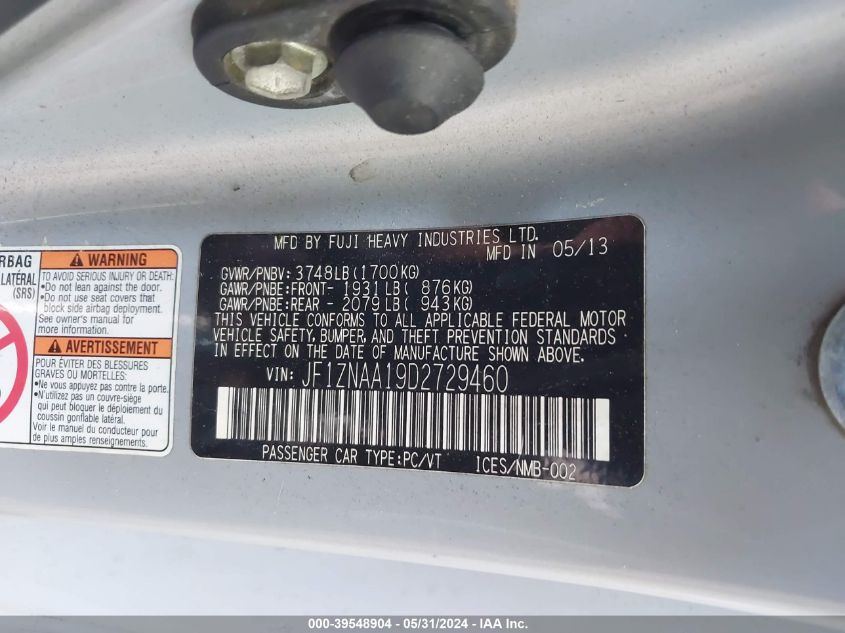 MFD BY FUJI HEAVY INDUSTRIES LTD.
MFD IN 05/13
GVWR/PNBV: 3748LB(1700KG)
GAWR/PNBE:FRONT- 1931LB( 876KG)
GAWR/PNBE:REAR - 2079LB( 943KG)
THIS VEHICLE CONFORMS TO ALL APPLICABLE FEDERAL MOTOR
VEHICLE SAFETY, BUMPER, AND THEFT PREVENTION STANDARDS
IN EFFECT ON THE DATE OF MANUFACTURE SHOWN ABOVE.
VIN: JF1ZNAA19D2729460
PASSENGER CAR TYPE:PC/VT ICES/NMB-002
LATÉRAL
(SRS)
WARNING
TO AVOID SERIOUS INJURY OR DEATH:
•Do not lean against the door.
•Do not use seat covers that
block side airbag deployment.
See owner's manual for
more information.
AVERTISSEMENT
POUR ÉVITER DES BLESSURES
GRAVES OU MORTELLES:
•Ne vous appuyez pas contre la porte.
•N'utilisez pas un couvre-siège
qui peut bloquer le déploiement du
coussin gonflable latéral.
Voir le manuel du conducteur pour
de plus amples renseignements.
000-39548904 - 05/31/2024 - IAA Inc.